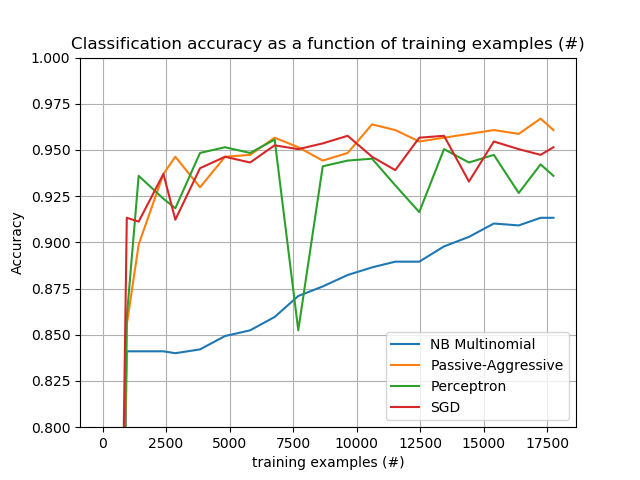 Classification accuracy as a function of training examples (#)
1.000
0.975
0.950
0.925
0.900
0.875
0.850
0.825
0.800
Accuracy
NB Multinomial
Passive-Aggressive
Perceptron
SGD
0 2500 5000 7500 10000 12500 15000 17500
training examples (#)